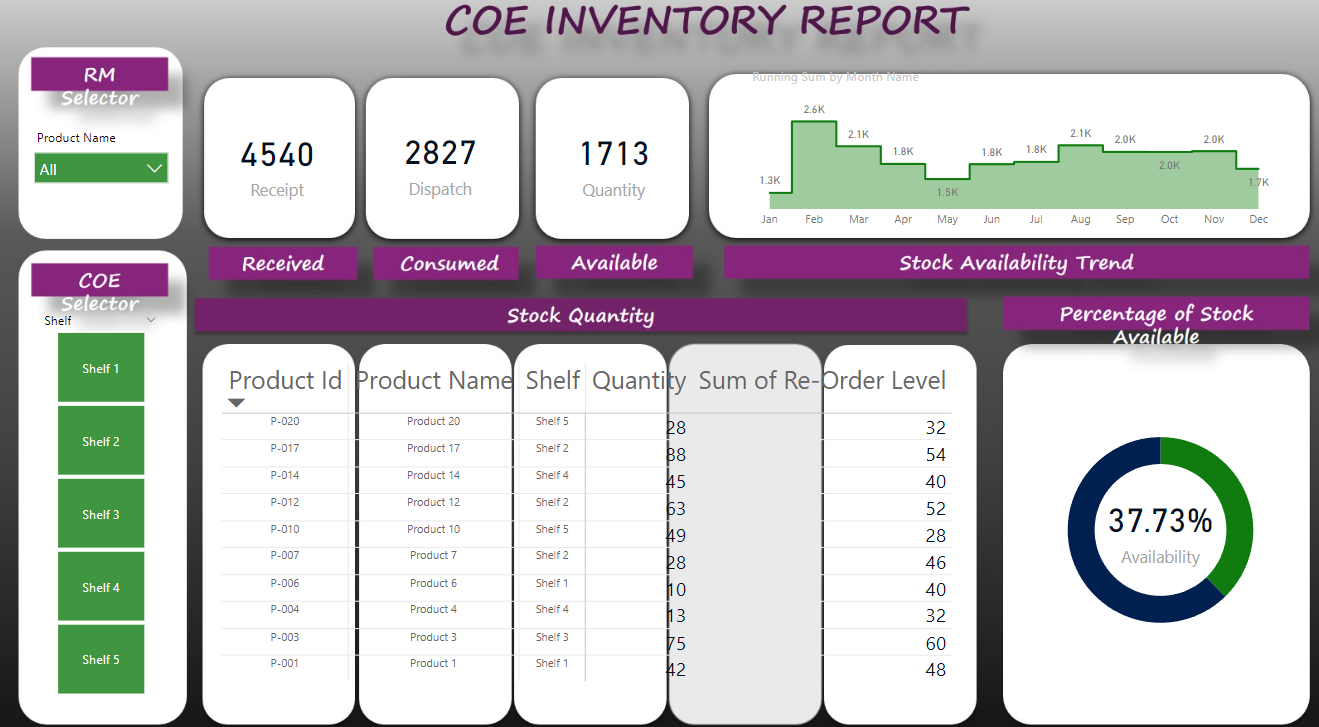 COE INVENTORY REPORT
RM
Selector
Product Name
All
4540
Receipt
2827
Dispatch
1713
Quantity
Running Sum by Month Name
1.3K 2.6K 2.1K 1.8K 1.5K 1.8K 1.8K 2.1K 2.0K 2.0K 2.0K 1.7K
Jan Feb Mar Apr May Jun Jul Aug Sep Oct Nov Dec
Received
Consumed
Available
Stock Availability Trend
COE
Selector
Shelf
Shelf 1
Shelf 2
Shelf 3
Shelf 4
Shelf 5
Stock Quantity
Product Id Product Name Shelf Quantity Sum of Re-Order Level
P-020 Product 20 Shelf 5 28 32
P-017 Product 17 Shelf 2 88 54
P-014 Product 14 Shelf 4 45 40
P-012 Product 12 Shelf 2 63 52
P-010 Product 10 Shelf 5 49 28
P-007 Product 7 Shelf 2 28 46
P-006 Product 6 Shelf 1 10 40
P-004 Product 4 Shelf 4 13 32
P-003 Product 3 Shelf 3 75 60
P-001 Product 1 Shelf 1 42 48
Percentage of Stock
Available
37.73%
Availability